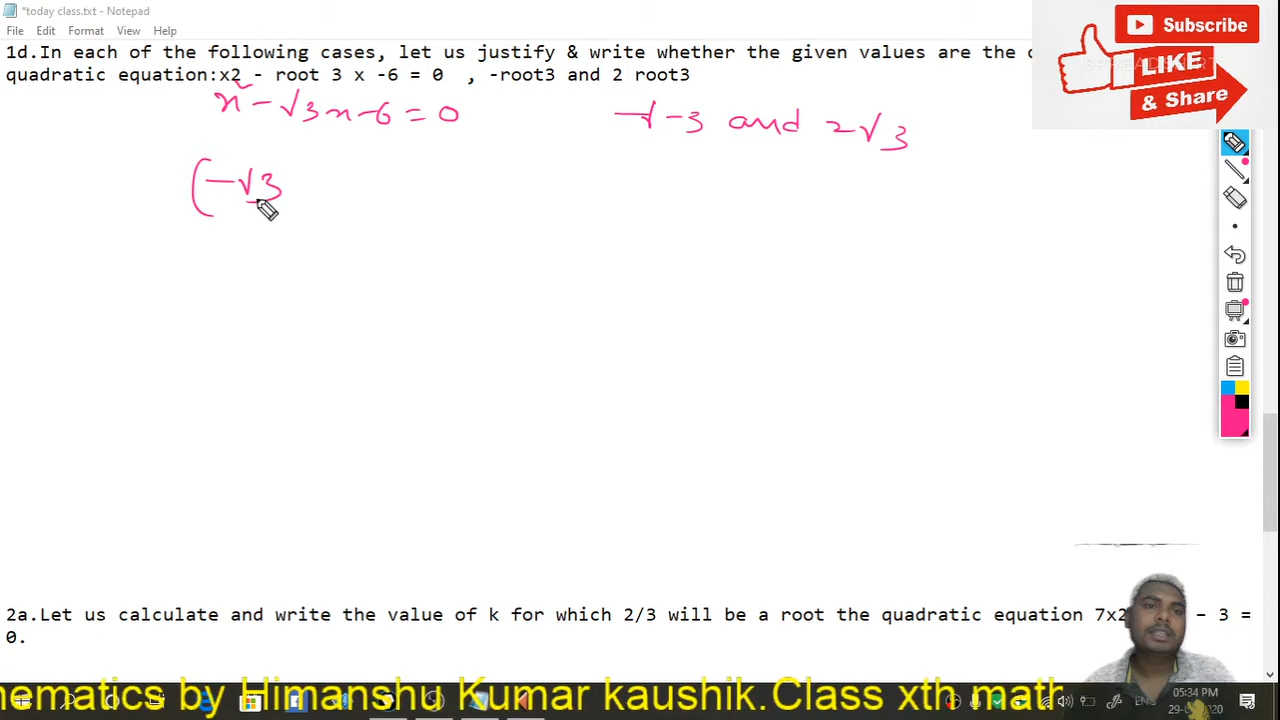 *today class.txt - Notepad
File Edit Format View Help
Subscribe
LIKE
& Share
1d.In each of the following cases, let us justify & write whether the given values are the
quadratic equation:x2 - root 3 x -6 = 0 , -root3 and 2 root3
x² - √3x - 6 = 0
-√-3 and 2√3
(-√3
2a.Let us calculate and write the value of k for which 2/3 will be a root the quadratic equation 7x2 - 3 =
0.
hematics by Himanshu Kumar kaushik.Class xth math
ENG
05:34 PM